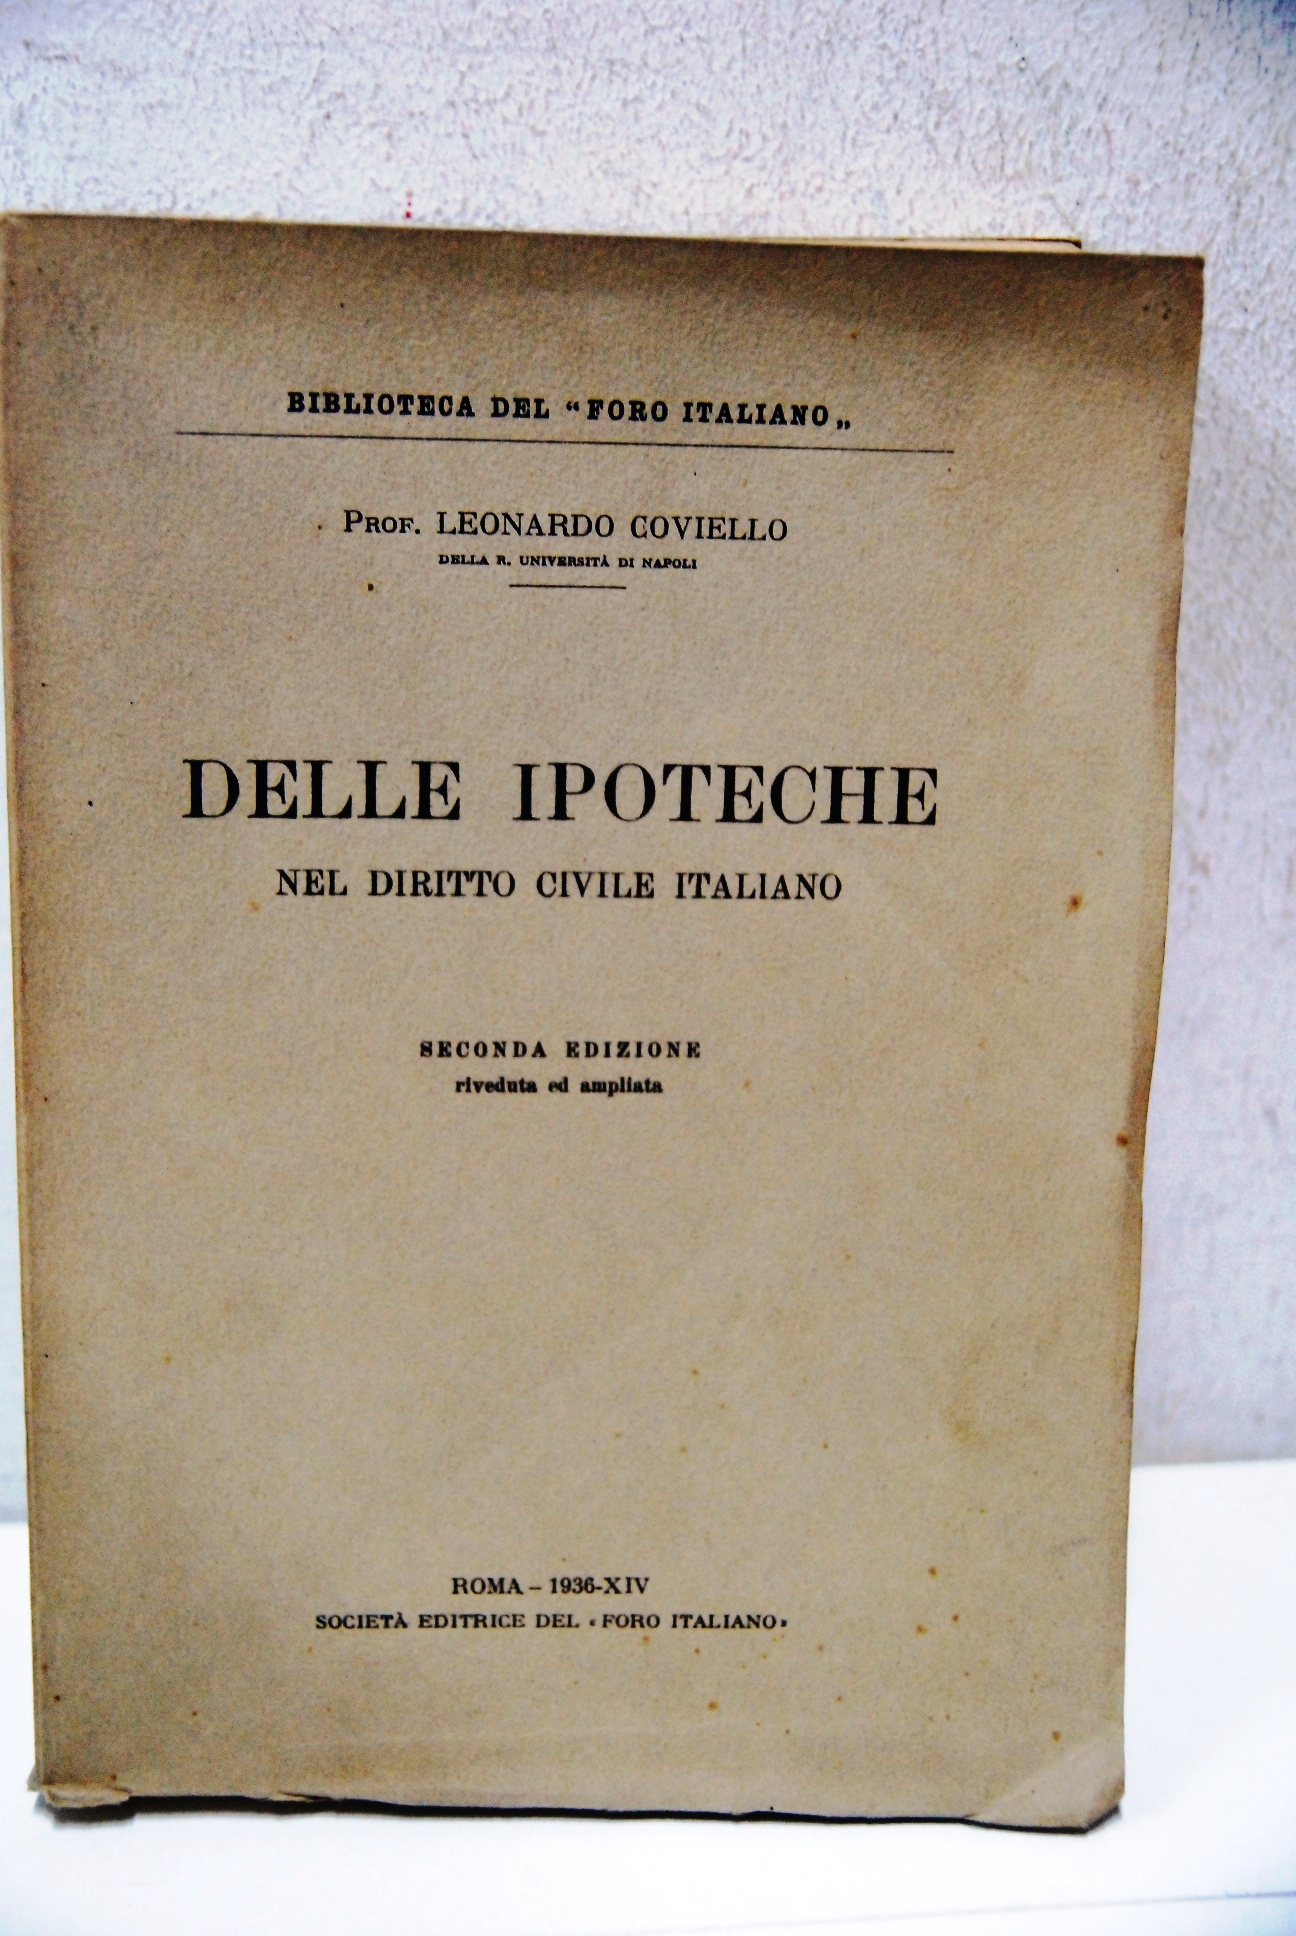 BIBLIOTECA DEL “FORO ITALIANO„
PROF. LEONARDO COVIELLO
DELLA R. UNIVERSITÀ DI NAPOLI
DELLE IPOTECHE
NEL DIRITTO CIVILE ITALIANO
SECONDA EDIZIONE
riveduta ed ampliata
ROMA – 1936-XIV
SOCIETÀ EDITRICE DEL «FORO ITALIANO»